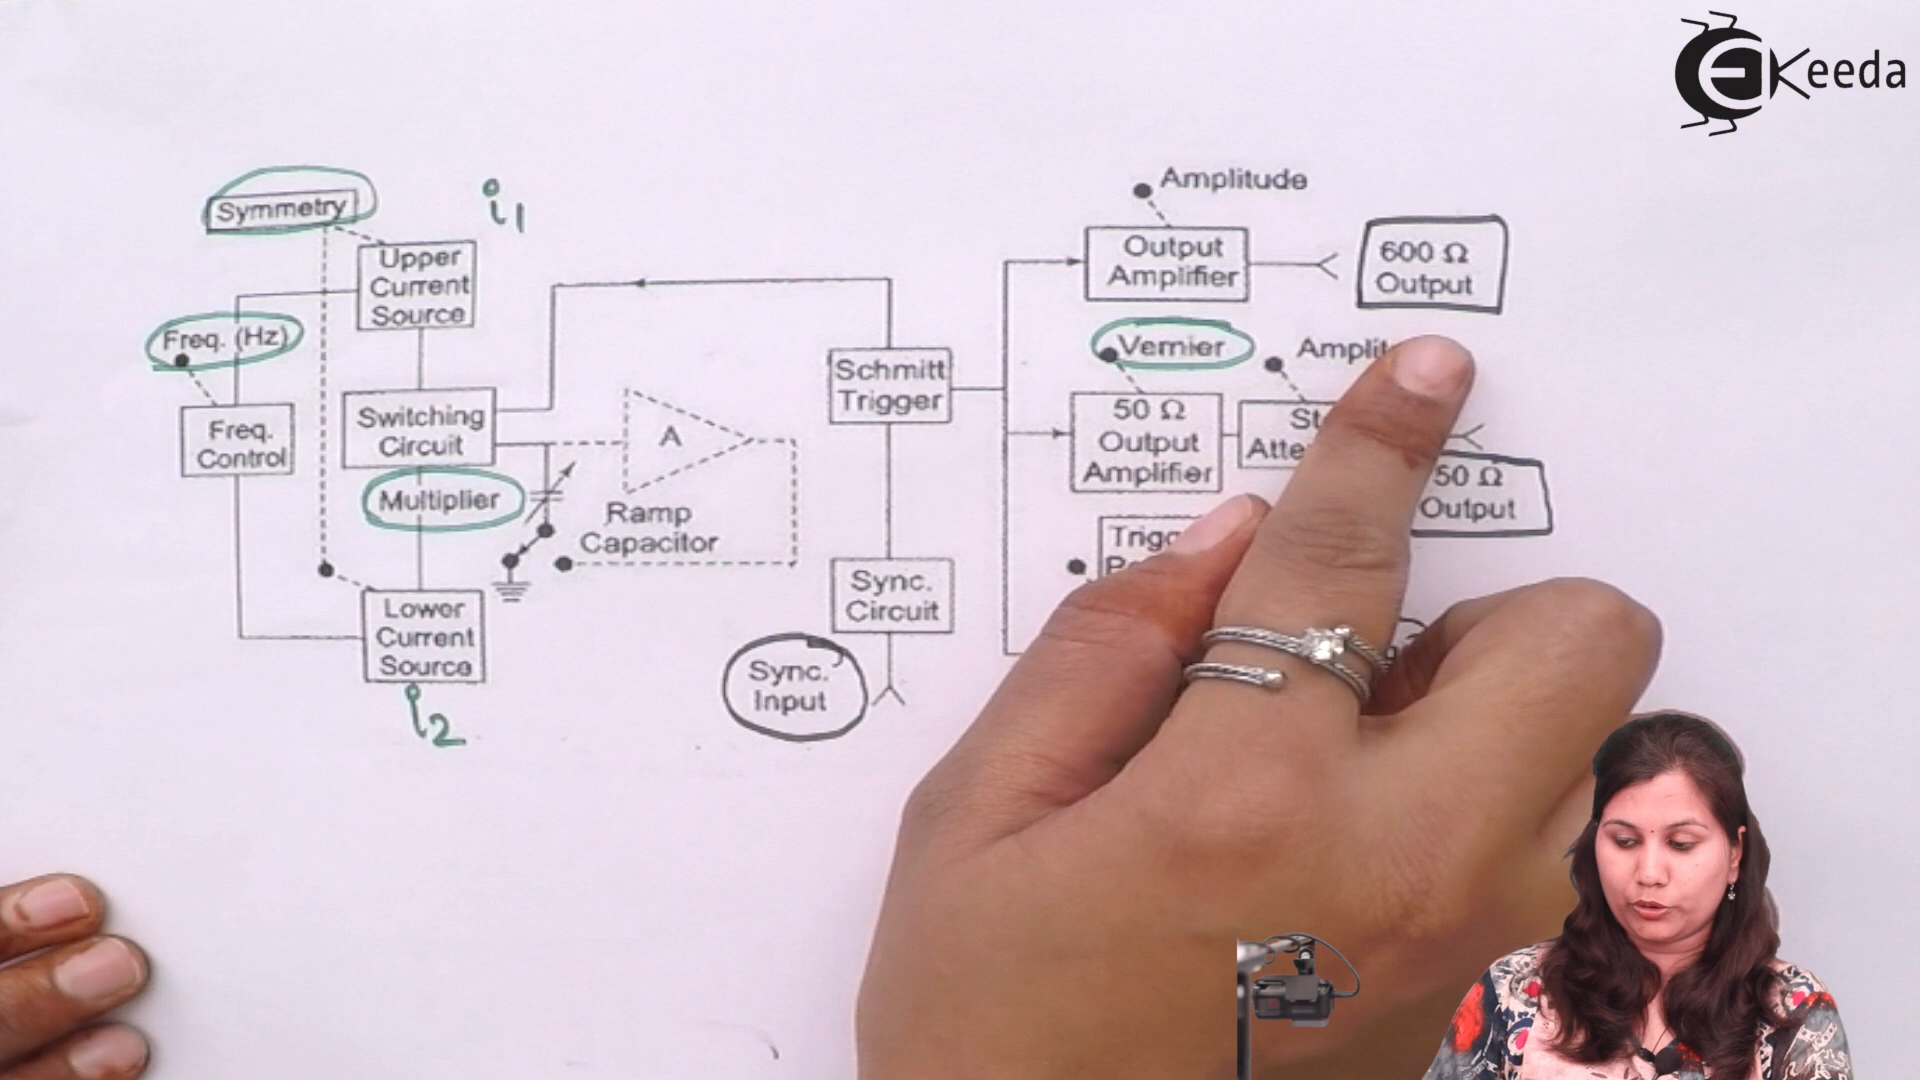 EKeeda
Symmetry
i1
Upper
Current
Source
Freq. (Hz)
Freq.
Control
Switching
Circuit
Multiplier
A
Ramp
Capacitor
Lower
Current
Source
i2
Schmitt
Trigger
Sync.
Circuit
Sync.
Input
Amplitude
Output
Amplifier
600 Ω
Output
Vernier
50 Ω
Output
Amplifier
50 Ω
Output